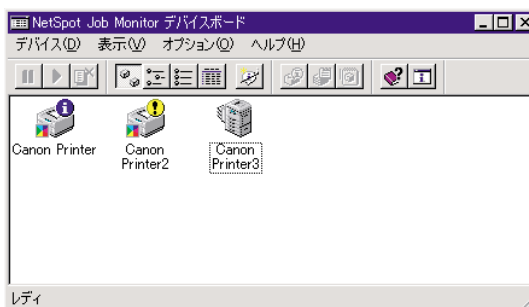 NetSpot Job Monitor デバイスボード
デバイス(D) 表示(V) オプション(O) ヘルプ(H)
Canon Printer
Canon Printer2
Canon Printer3
レディ